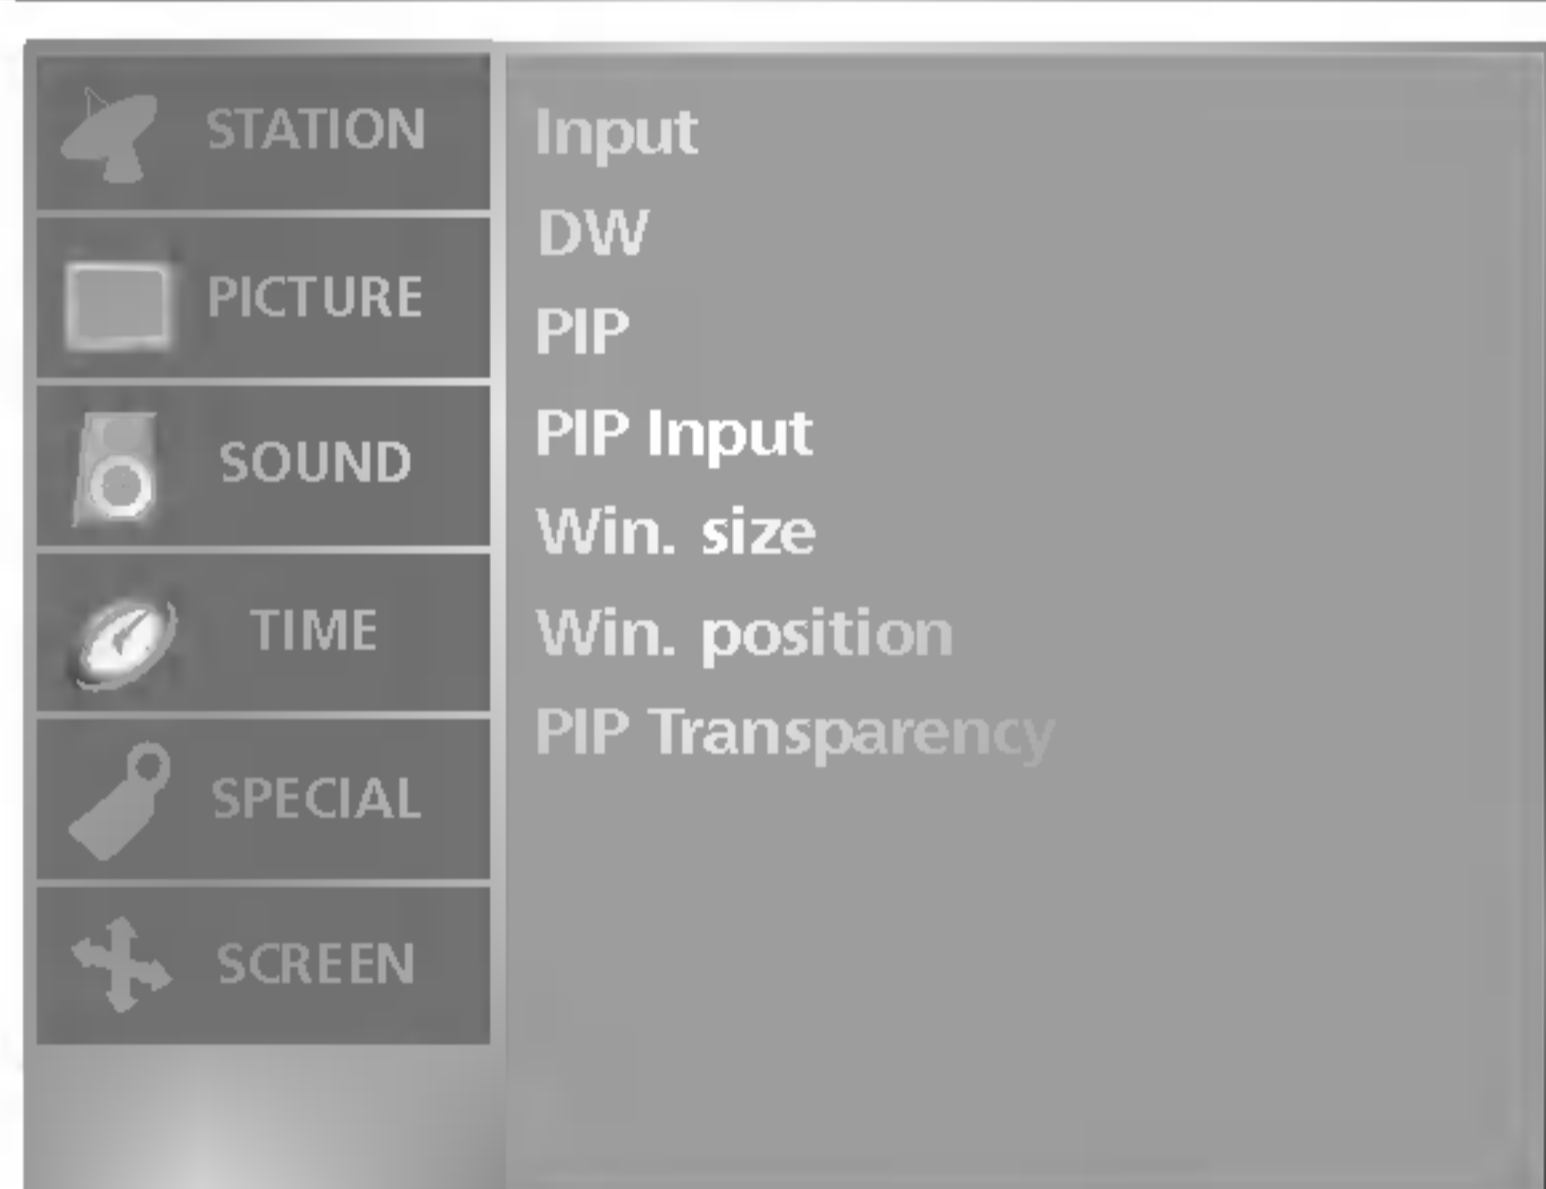 STATION
PICTURE
SOUND
TIME
SPECIAL
SCREEN
Input
DW
PIP
PIP Input
Win. size
Win. position
PIP Transparency